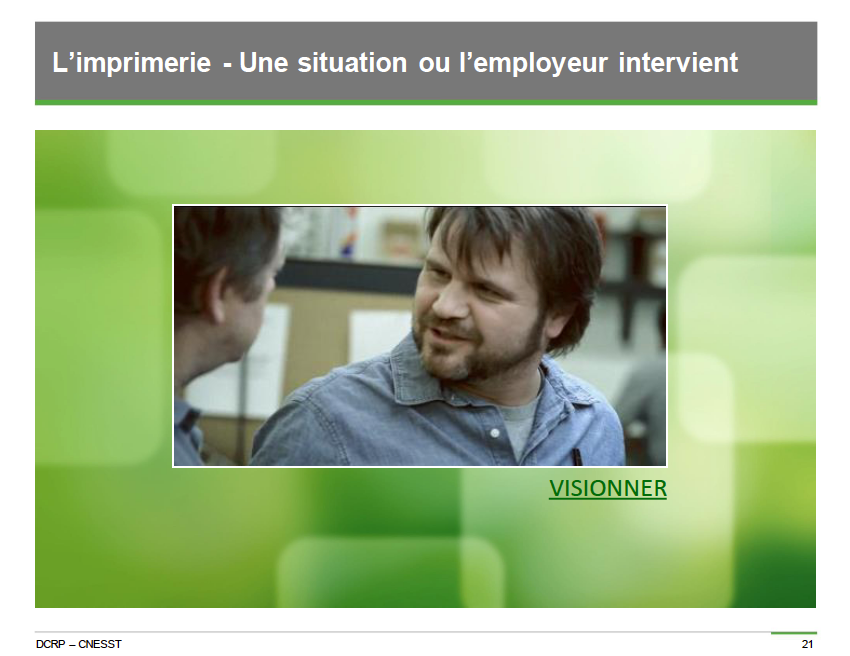 L’imprimerie - Une situation ou l’employeur intervient
VISIONNER
DCRP – CNESST
21